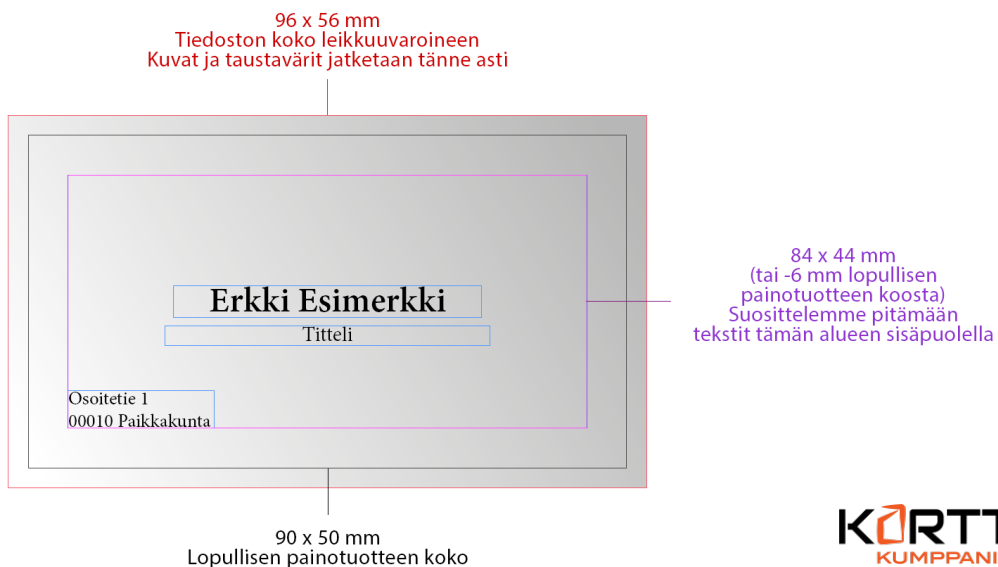 96 x 56 mm
Tiedoston koko leikkuuvaroineen
Kuvat ja taustavärit jatketaan tänne asti
Erkki Esimerkki
Titteli
Osoitetie 1
00010 Paikkakunta
84 x 44 mm
(tai -6 mm lopullisen
painotuotteen koosta)
Suosittelemme pitämään
tekstit tämän alueen sisäpuolella
90 x 50 mm
Lopullisen painotuotteen koko
KORTT
KUMPPANI